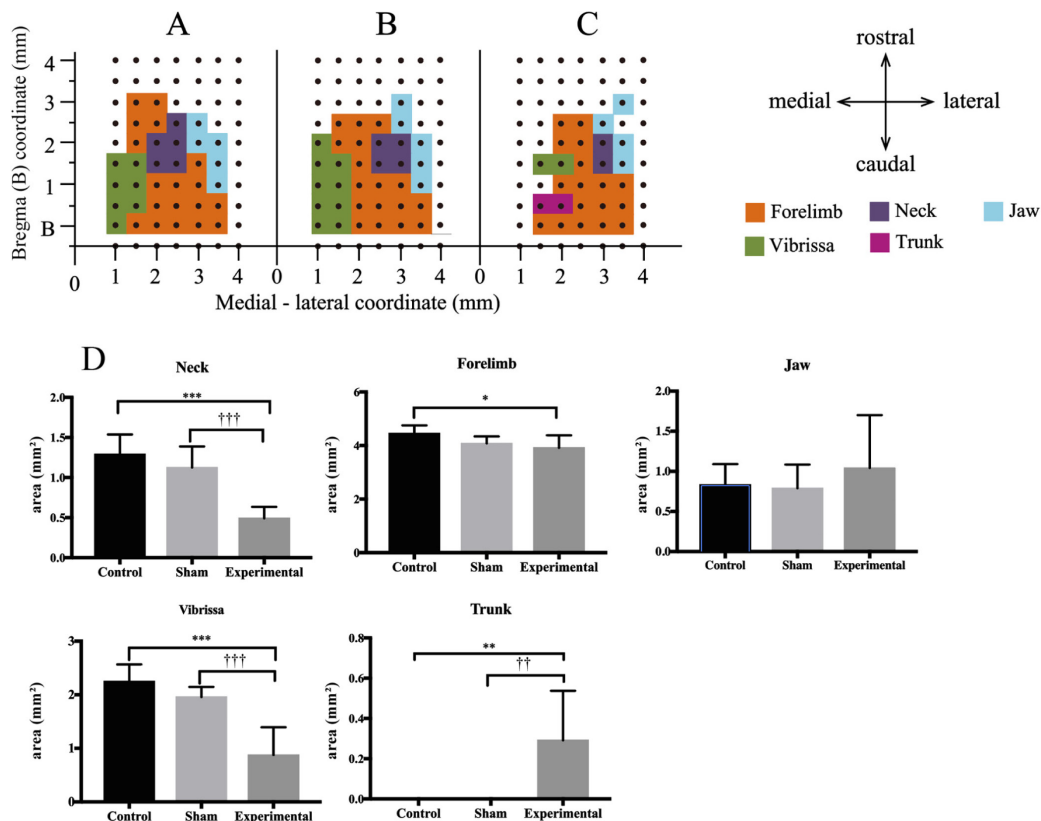 A
B
C
Bregma (B) coordinate (mm)
4
3
2
1
B
0
0
1
2
3
4
1
2
3
4
1
2
3
4
0
0
Medial - lateral coordinate (mm)
rostral
medial
lateral
caudal
Forelimb
Neck
Jaw
Vibrissa
Trunk
D
Neck
area (mm²)
2.0
1.5
1.0
0.5
0.0
***
†††
Control
Sham
Experimental
Forelimb
area (mm²)
6
4
2
0
*
Control
Sham
Experimental
Jaw
area (mm²)
2.0
1.5
1.0
0.5
0.0
Control
Sham
Experimental
Vibrissa
area (mm²)
3
2
1
0
***
†††
Control
Sham
Experimental
Trunk
area (mm²)
0.8
0.6
0.4
0.2
0.0
**
††
Control
Sham
Experimental